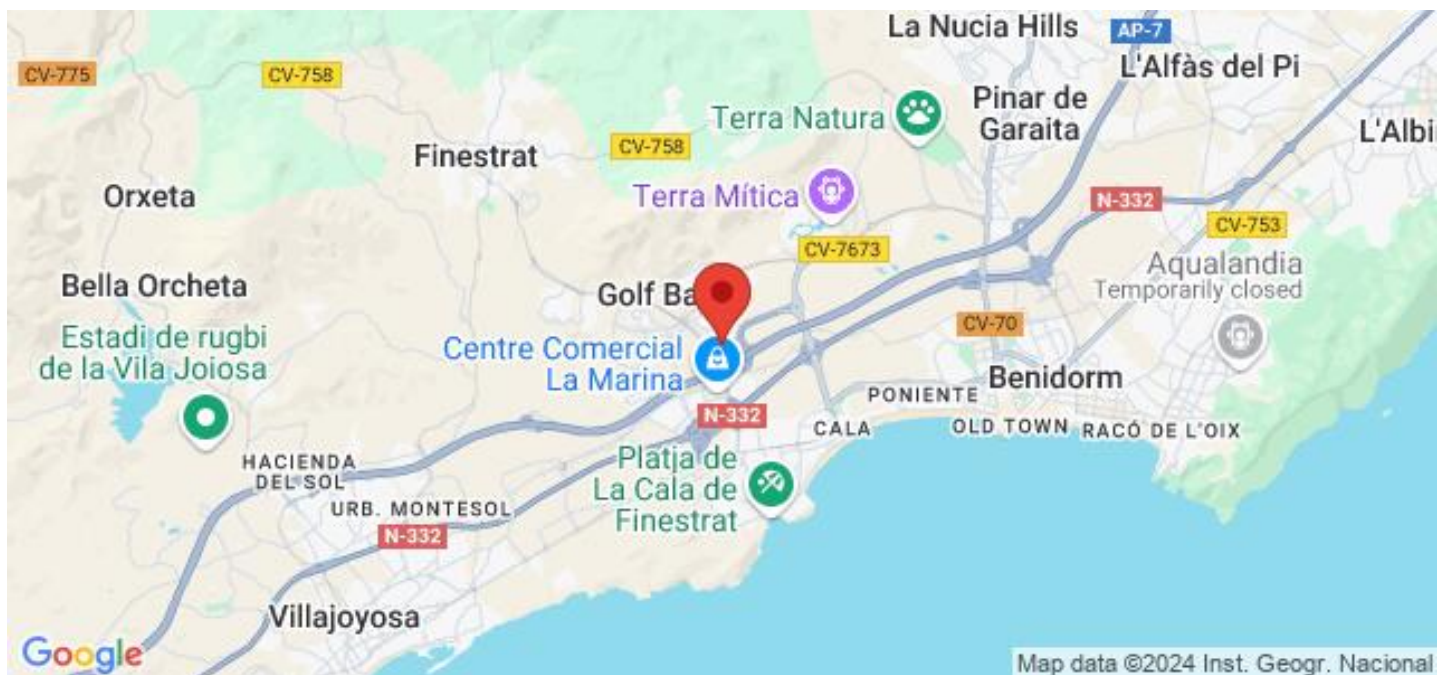 La Nucia Hills
AP-7
CV-775
CV-758
L'Alfàs del Pi
Terra Natura
Pinar de
Garaita
Finestrat
CV-758
L'Albi
Orxeta
Terra Mítica
N-332
CV-753
CV-7673
Bella Orcheta
Golf Ba
Aqualandia
Temporarily closed
Estadi de rugbi
de la Vila Joiosa
CV-70
Centre Comercial
La Marina
Benidorm
PONIENTE
N-332
CALA
OLD TOWN
RACÓ DE L'OIX
HACIENDA
DEL SOL
Platja de
La Cala de
Finestrat
URB. MONTESOL
N-332
Villajoyosa
Google
Map data ©2024 Inst. Geogr. Nacional